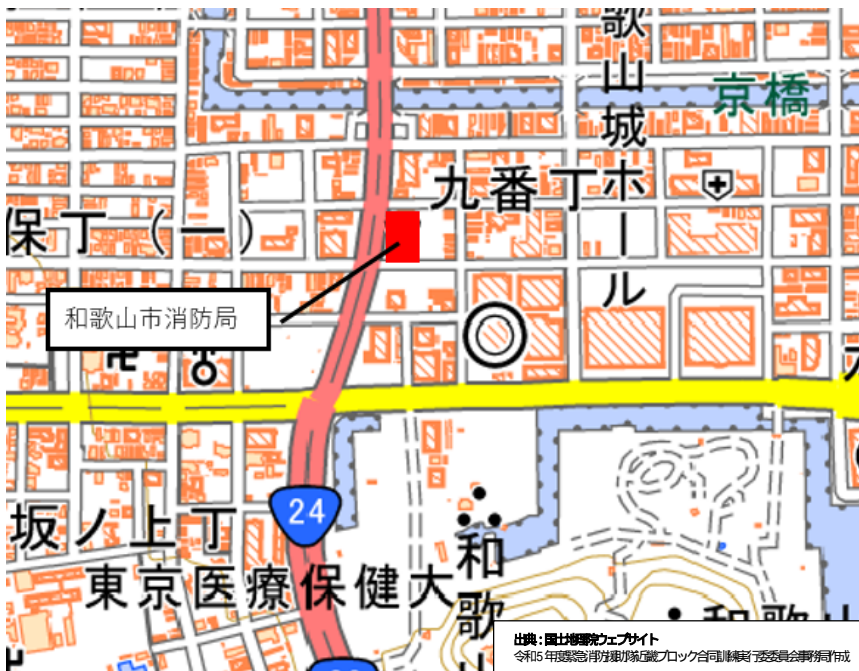 歌山城ホール
京橋
九番丁
保丁(一)
和歌山市消防局
24
坂ノ上丁
東京医療保健大
和歌山
和歌山
出典:国土地理院ウェブサイト
令和5年度緊急消防援助隊近畿ブロック合同訓練実行委員会事務局作成